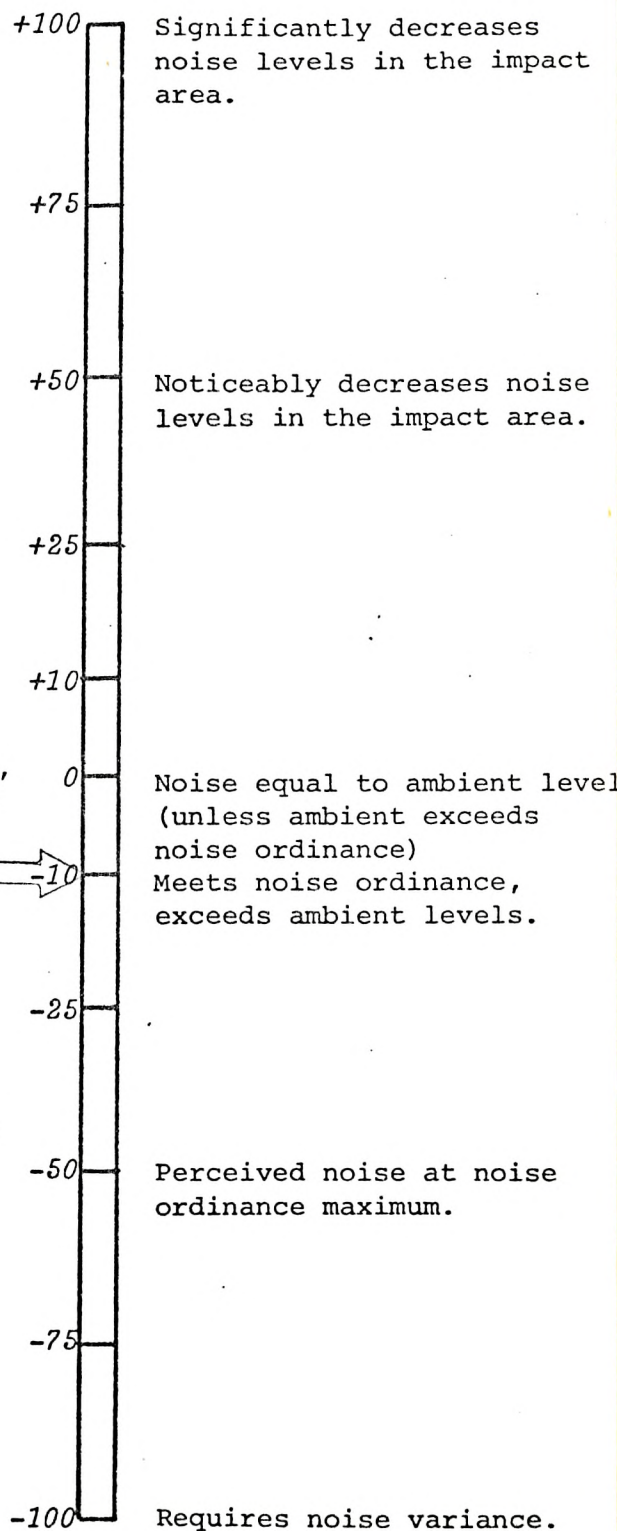 +100 Significantly decreases
noise levels in the impact
area.
+75
+50 Noticeably decreases noise
levels in the impact area.
+25
+10
0 Noise equal to ambient level
(unless ambient exceeds
noise ordinance)
-10 Meets noise ordinance,
exceeds ambient levels.
-25
-50 Perceived noise at noise
ordinance maximum.
-75
-100 Requires noise variance.